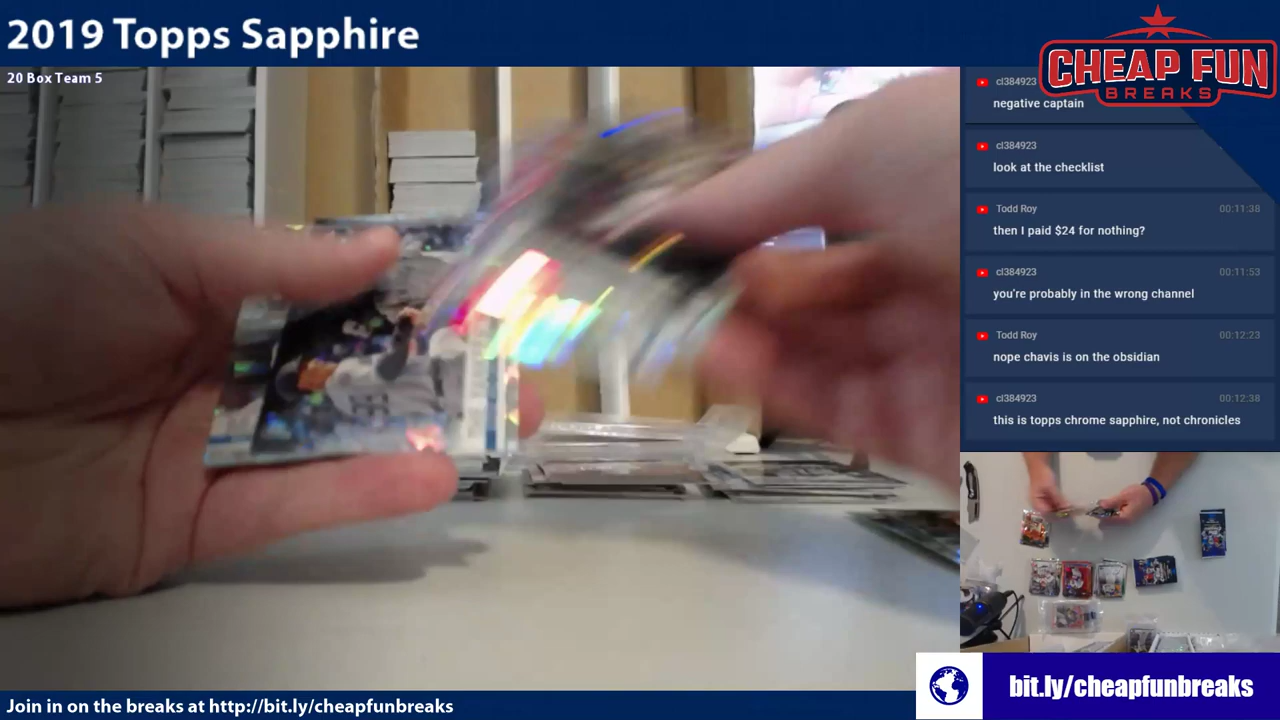 2019 Topps Sapphire
20 Box Team 5
CHEAP FUN
BREAKS
cl384923
negative captain
cl384923
look at the checklist
Todd Roy 00:11:38
then I paid $24 for nothing?
cl384923 00:11:53
you're probably in the wrong channel
Todd Roy 00:12:23
nope chavis is on the obsidian
cl384923 00:12:38
this is topps chrome sapphire, not chronicles
bit.ly/cheapfunbreaks
Join in on the breaks at http://bit.ly/cheapfunbreaks